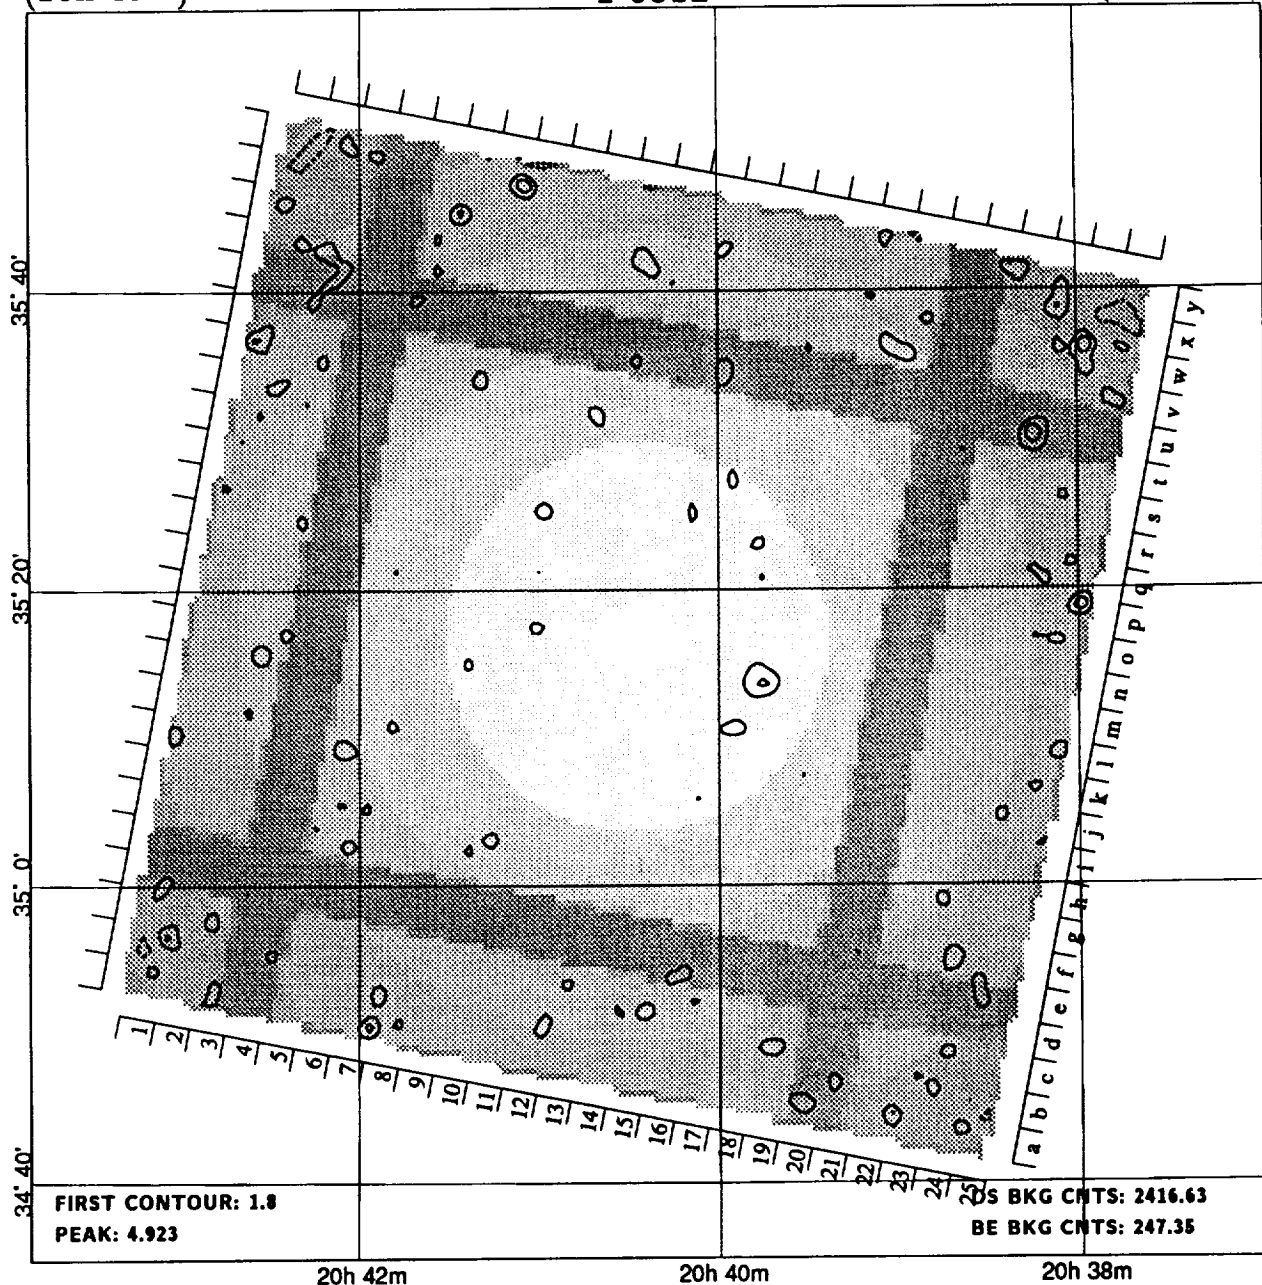 35° 40'
35° 20'
35° 0'
34° 40'
a b c d e f g h i j k l m n o p q r s t u v w x y
1 2 3 4 5 6 7 8 9 10 11 12 13 14 15 16 17 18 19 20 21 22 23 24 25
FIRST CONTOUR: 1.8
PEAK: 4.923
DS BKG CNTS: 2416.63
BE BKG CNTS: 247.35
20h 42m
20h 40m
20h 38m